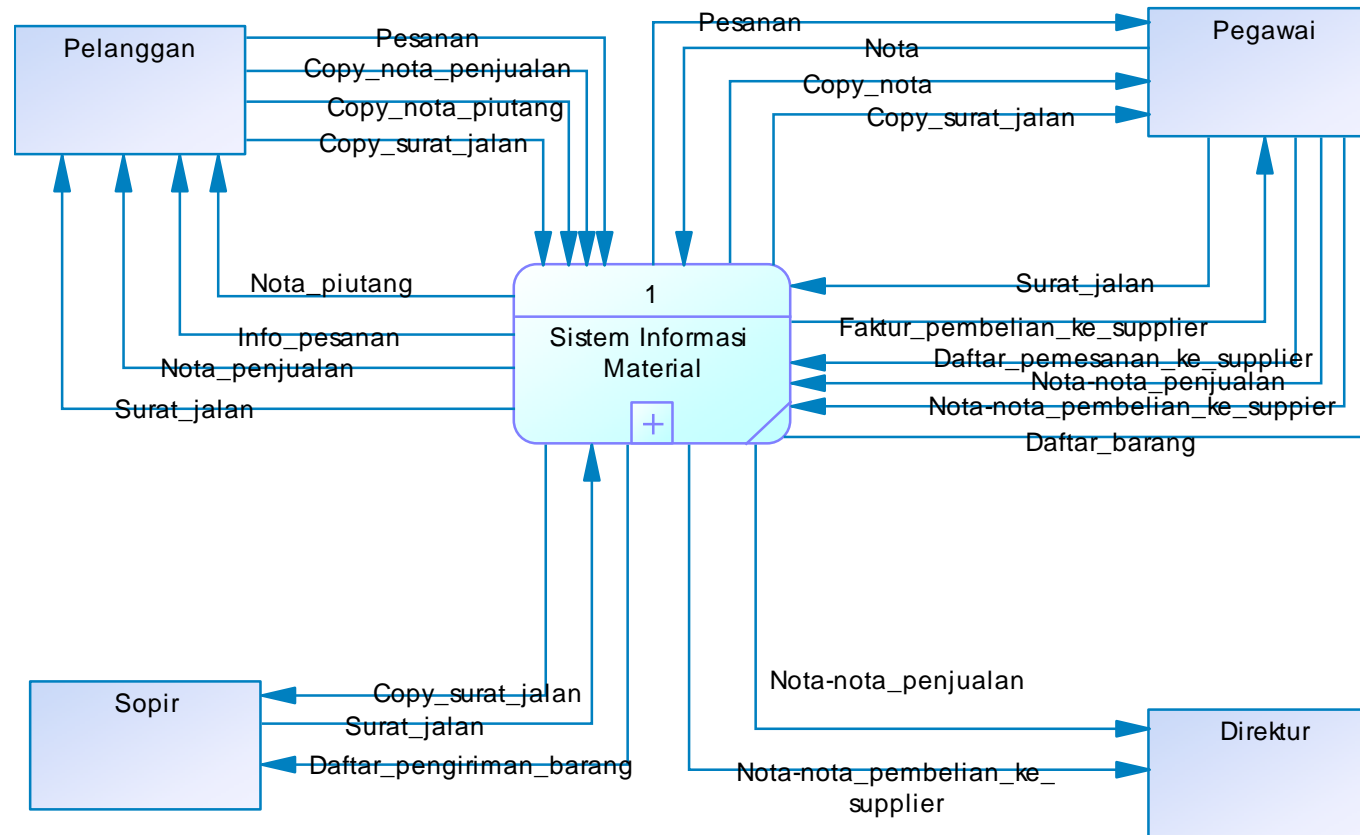 Pelanggan
Pesanan
Copy_nota_penjualan
Copy_nota_piutang
Copy_surat_jalan
Pesanan
Nota
Copy_nota
Copy_surat_jalan
Pegawai
Nota_piutang
Info_pesanan
Nota_penjualan
Surat_jalan
1
Sistem Informasi
Material
Surat_jalan
Faktur_pembelian_ke_supplier
Daftar_pemesanan_ke_supplier
Nota-nota_penjualan
Nota-nota_pembelian_ke_suppier
Daftar_barang
Sopir
Copy_surat_jalan
Surat_jalan
Daftar_pengiriman_barang
Nota-nota_penjualan
Nota-nota_pembelian_ke_
supplier
Direktur